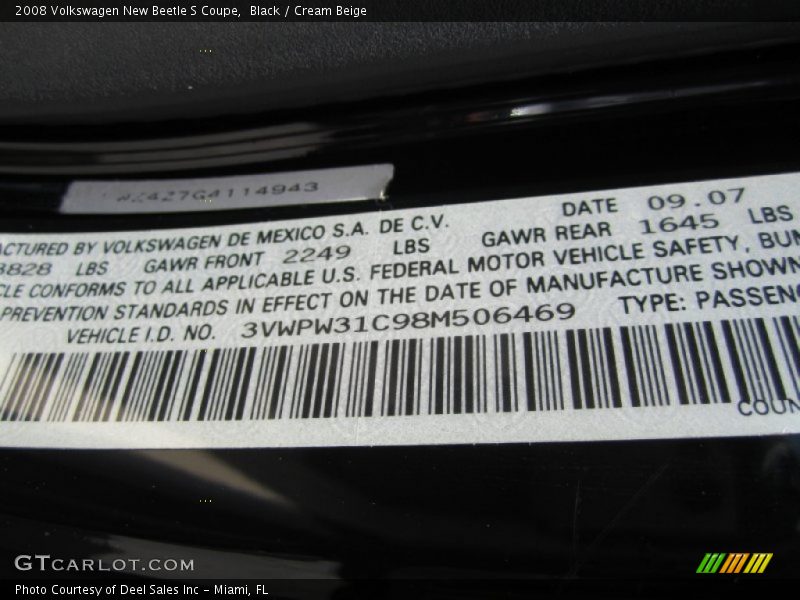 2008 Volkswagen New Beetle S Coupe, Black / Cream Beige
DATE 09.07
ACTURED BY VOLKSWAGEN DE MEXICO S.A. DE C.V.
3828 LBS GAWR FRONT 2249 LBS GAWR REAR 1645 LBS
CLE CONFORMS TO ALL APPLICABLE U.S. FEDERAL MOTOR VEHICLE SAFETY, BUM
PREVENTION STANDARDS IN EFFECT ON THE DATE OF MANUFACTURE SHOWN
VEHICLE I.D. NO. 3VWPW31C98M506469 TYPE: PASSENG
COUN
GTCARLOT.COM
Photo Courtesy of Deel Sales Inc - Miami, FL